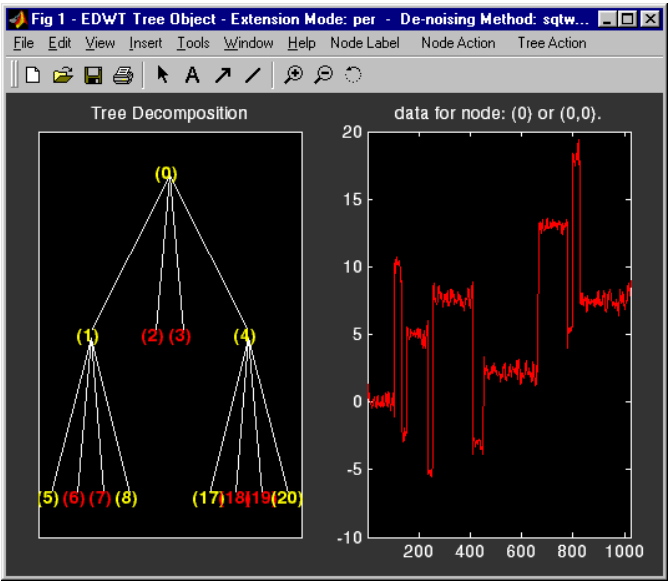 Fig 1 - EDWT Tree Object - Extension Mode: per - De-noising Method: sqtw...
File Edit View Insert Tools Window Help Node Label Node Action Tree Action
A
Tree Decomposition
(0)
(1) (2) (3) (4)
(5) (6) (7) (8) (17) (18) (19) (20)
data for node: (0) or (0,0).
20
15
10
5
0
-5
-10
200 400 600 800 1000